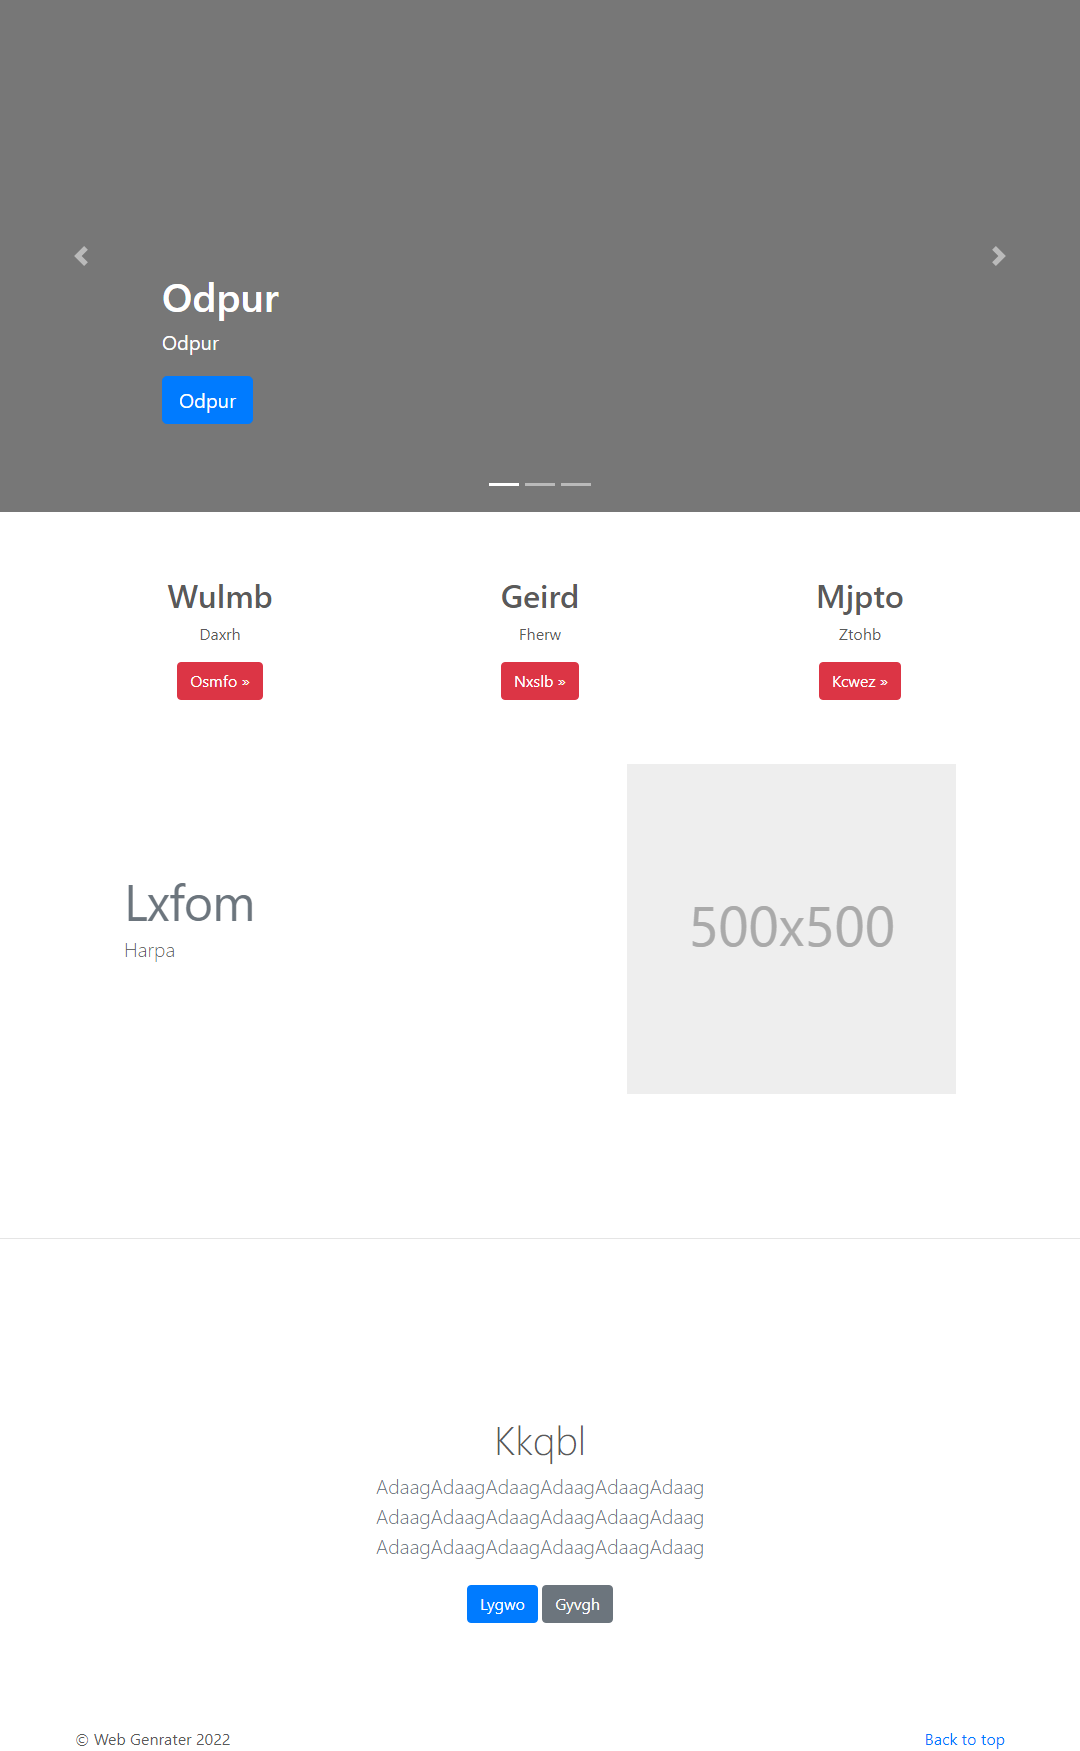 Odpur
Odpur
Odpur
Wulmb
Daxrh
Osmfo »
Geird
Fherw
Nxslb »
Mjpto
Ztohb
Kcwez »
Lxfom
Harpa
500x500
Kkqbl
AdaagAdaagAdaagAdaagAdaagAdaag
AdaagAdaagAdaagAdaagAdaagAdaag
AdaagAdaagAdaagAdaagAdaagAdaag
Lygwo Gyvgh
© Web Genrater 2022
Back to top